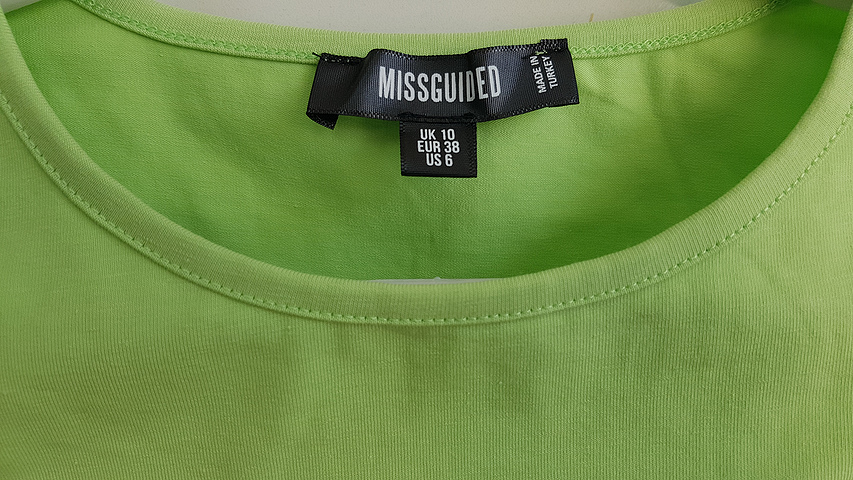 MISSGUIDED
MADE IN
TURKEY
UK 10
EUR 38
US 6